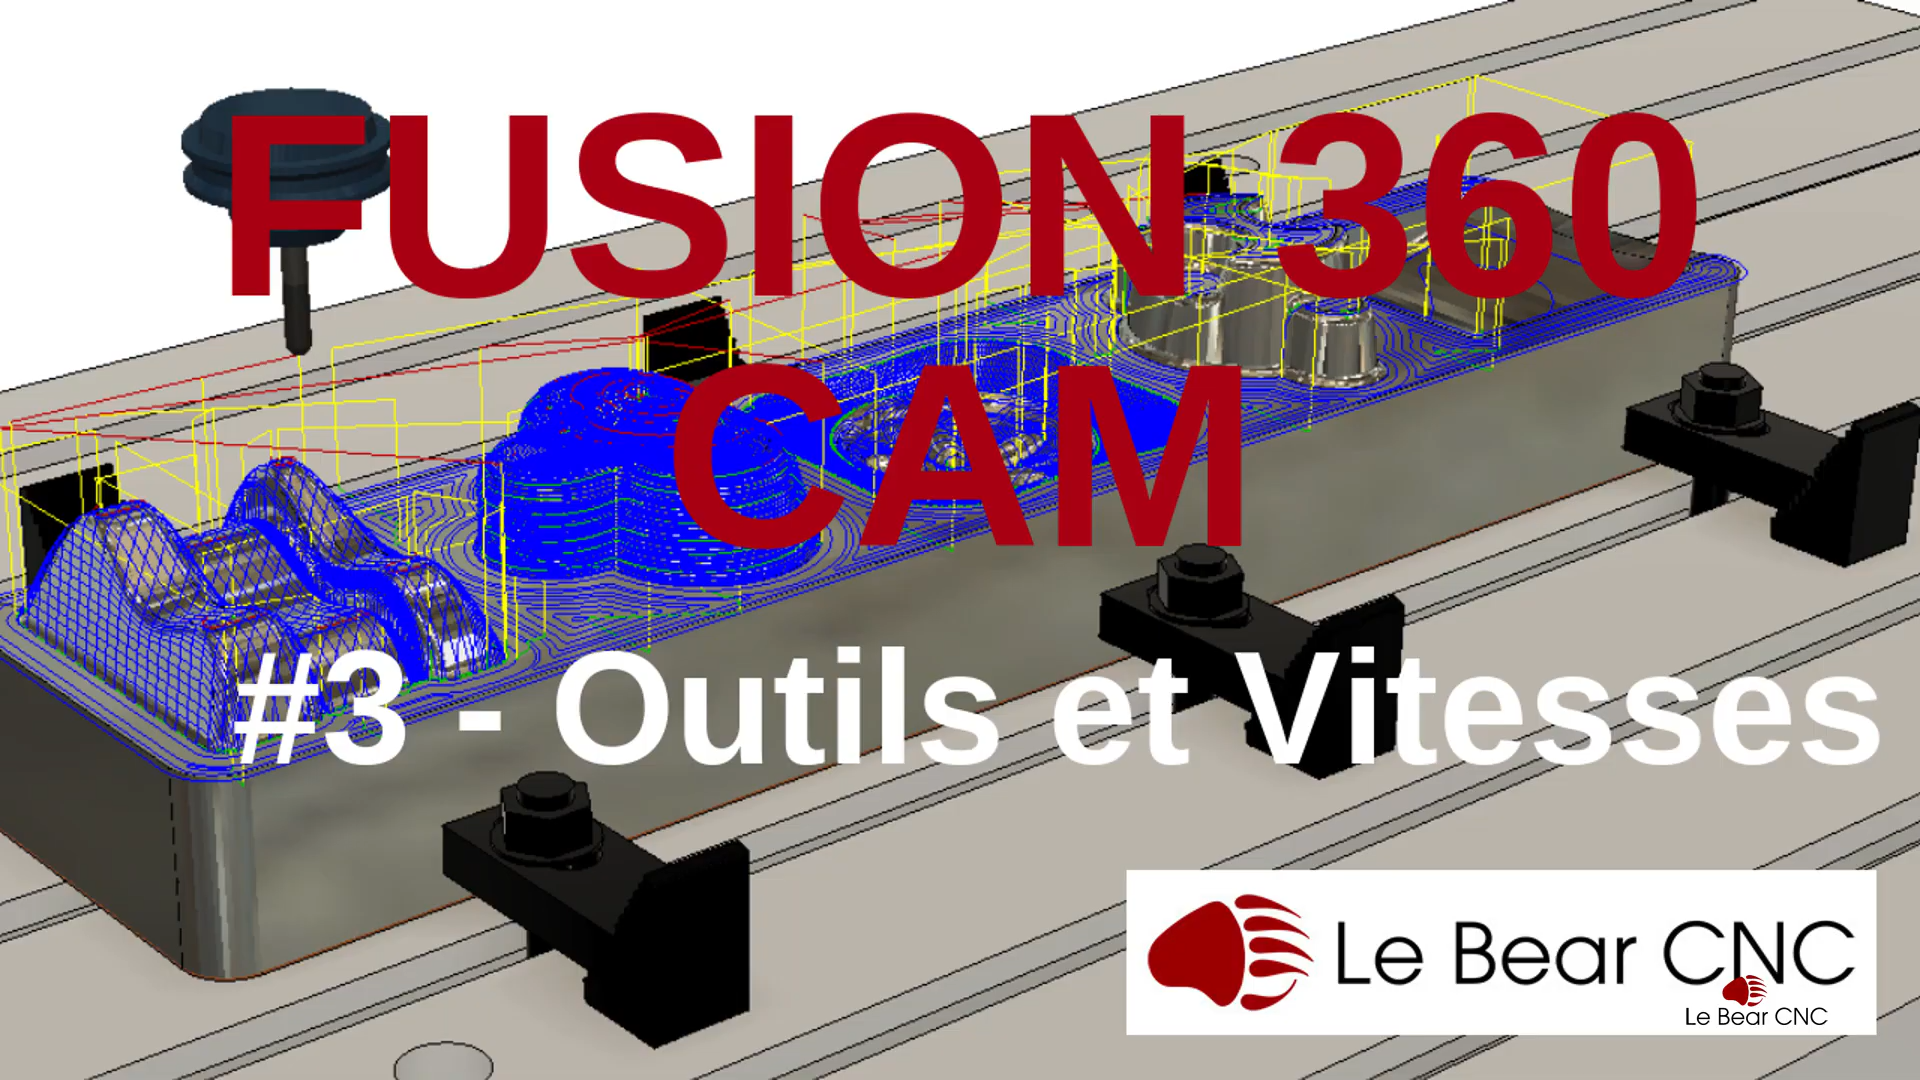 FUSION 360
CAM
#3 - Outils et Vitesses
Le Bear CNC
Le Bear CNC